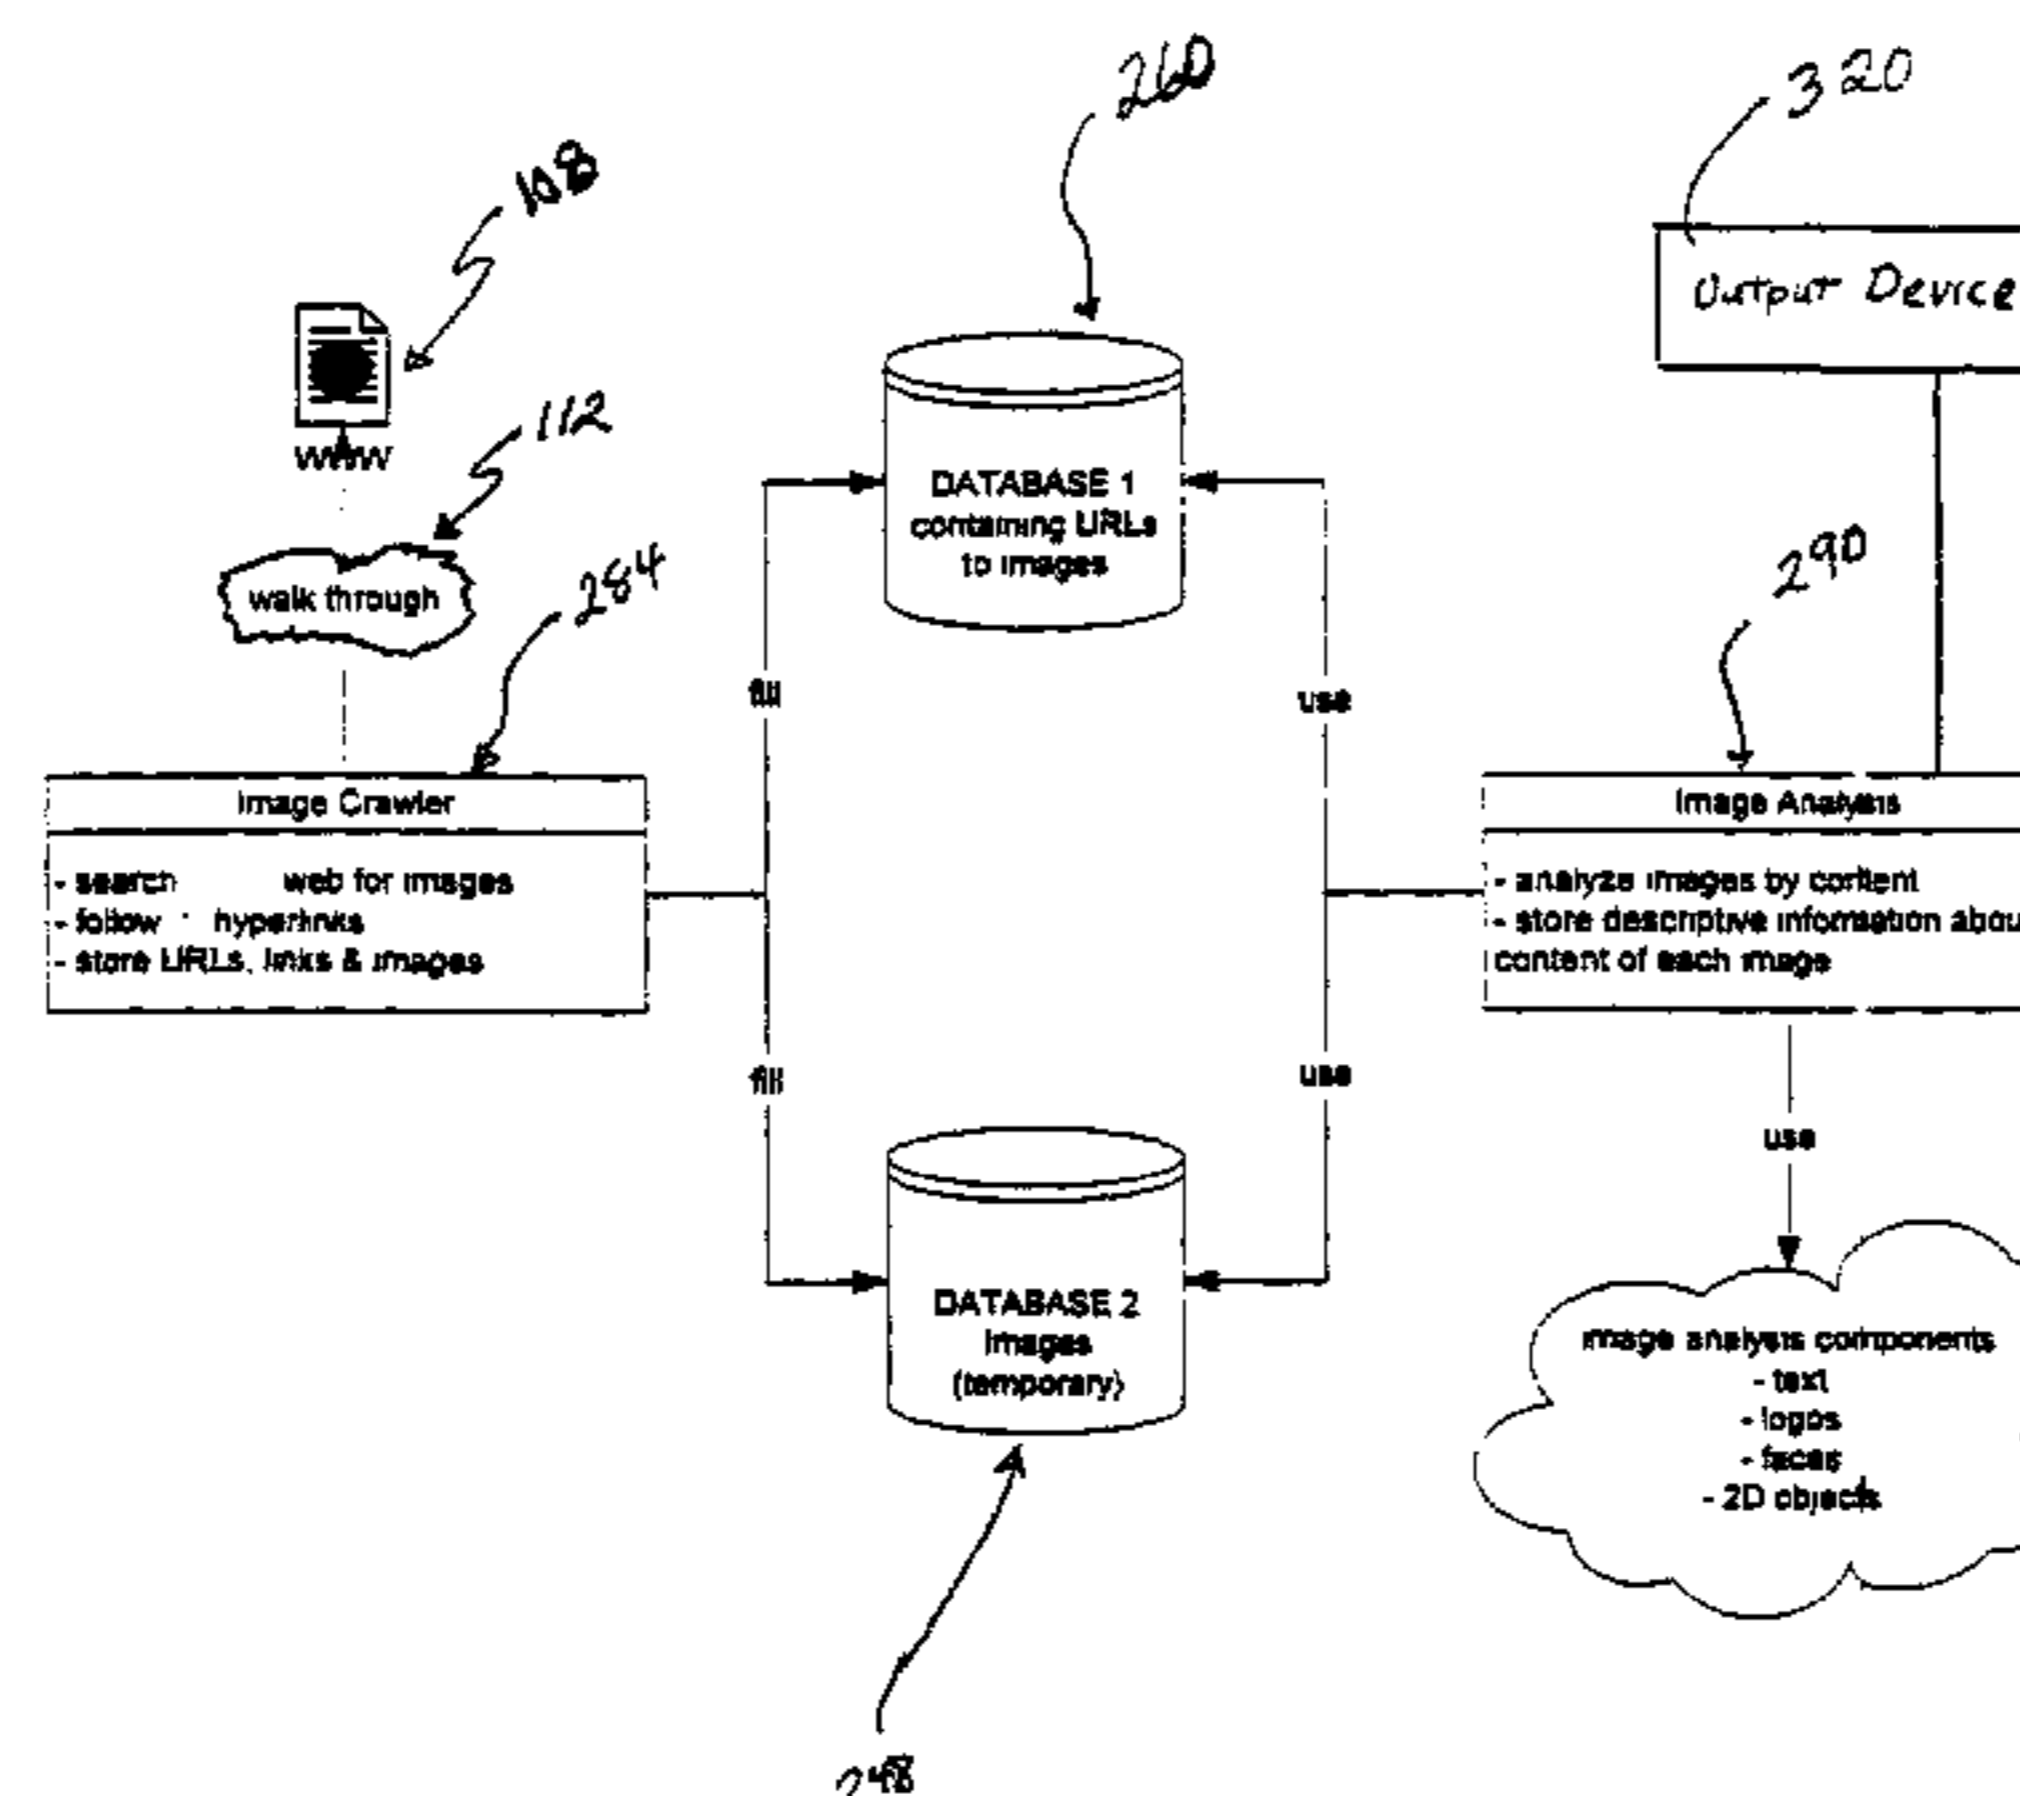 260
320
108
Output Device
112
WWW
DATABASE 1
containing URLs
to images
290
284
walk through
fill
use
Image Crawler
- search web for images
- follow hyperlinks
- store URLs, links & images
Image Analysis
- analyze images by content
- store descriptive information abou
content of each image
fill
use
use
DATABASE 2
Images
(temporary)
image analysis components
- text
- logos
- faces
- 2D objects